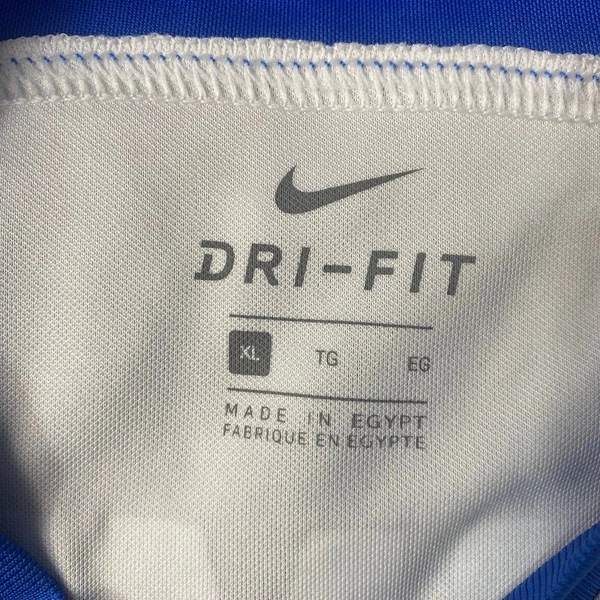 DRI-FIT
XL TG EG
MADE IN EGYPT
FABRIQUE EN EGYPTE